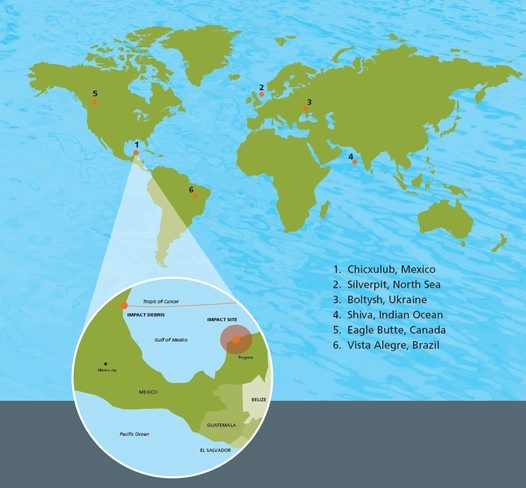 5
2
3
1
4
6
1. Chicxulub, Mexico
2. Silverpit, North Sea
3. Boltysh, Ukraine
4. Shiva, Indian Ocean
5. Eagle Butte, Canada
6. Vista Alegre, Brazil
Tropic of Cancer
IMPACT DEBRIS
IMPACT SITE
Gulf of Mexico
Progreso
Mexico city
MEXICO
BELIZE
GUATEMALA
Pacific Ocean
EL SALVADOR